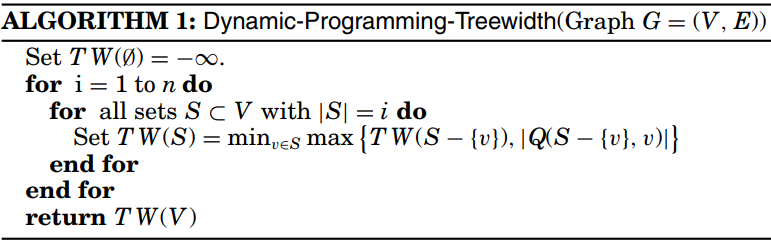 ALGORITHM 1: Dynamic-Programming-Treewidth(Graph G = (V, E))
Set TW(∅) = −∞.
for i = 1 to n do
for all sets S ⊂ V with |S| = i do
Set TW(S) = min_{v∈S} max {TW(S − {v}), |Q(S − {v}, v)|}
end for
end for
return TW(V)